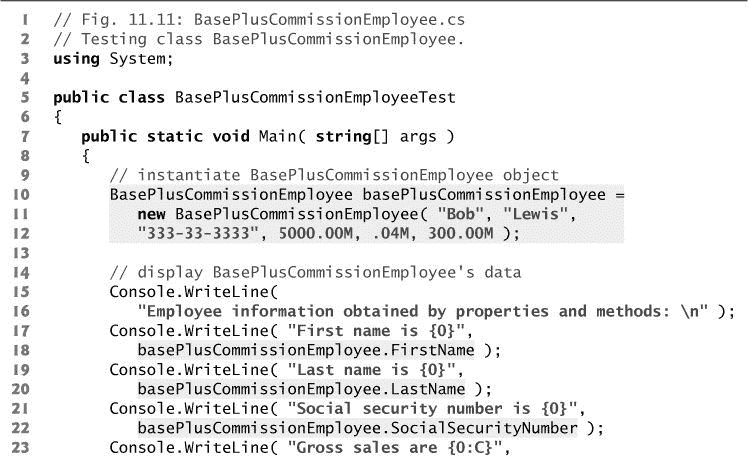 1 // Fig. 11.11: BasePlusCommissionEmployee.cs
2 // Testing class BasePlusCommissionEmployee.
3 using System;
4
5 public class BasePlusCommissionEmployeeTest
6 {
7 public static void Main( string[] args )
8 {
9 // instantiate BasePlusCommissionEmployee object
10 BasePlusCommissionEmployee basePlusCommissionEmployee =
11 new BasePlusCommissionEmployee( "Bob", "Lewis",
12 "333-33-3333", 5000.00M, .04M, 300.00M );
13
14 // display BasePlusCommissionEmployee's data
15 Console.WriteLine(
16 "Employee information obtained by properties and methods: \n" );
17 Console.WriteLine( "First name is {0}",
18 basePlusCommissionEmployee.FirstName );
19 Console.WriteLine( "Last name is {0}",
20 basePlusCommissionEmployee.LastName );
21 Console.WriteLine( "Social security number is {0}",
22 basePlusCommissionEmployee.SocialSecurityNumber );
23 Console.WriteLine( "Gross sales are {0:C}",